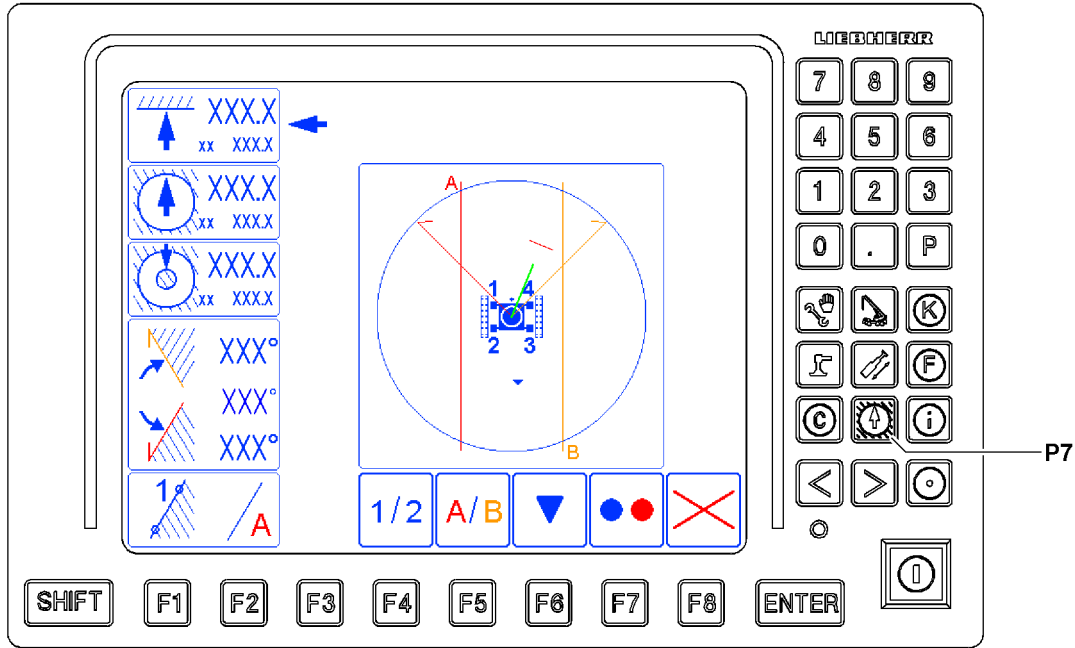 LIEBHERR
7 8 9
4 5 6
1 2 3
0 . P
K
F
C i
P7
< >
XXX.X
xx XXX.X
XXX.X
xx XXX.X
XXX.X
xx XXX.X
XXX°
XXX°
XXX°
1 A
A
1 4
2 3
B
1/2 A/B
SHIFT F1 F2 F3 F4 F5 F6 F7 F8 ENTER